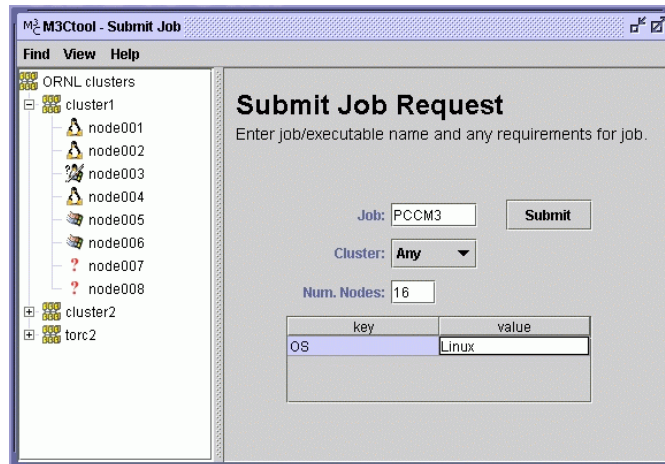 M3C M3Ctool - Submit Job
Find View Help
ORNL clusters
cluster1
node001
node002
node003
node004
node005
node006
? node007
? node008
cluster2
torc2
Submit Job Request
Enter job/executable name and any requirements for job.
Job: PCCM3 Submit
Cluster: Any
Num. Nodes: 16
key value
OS Linux